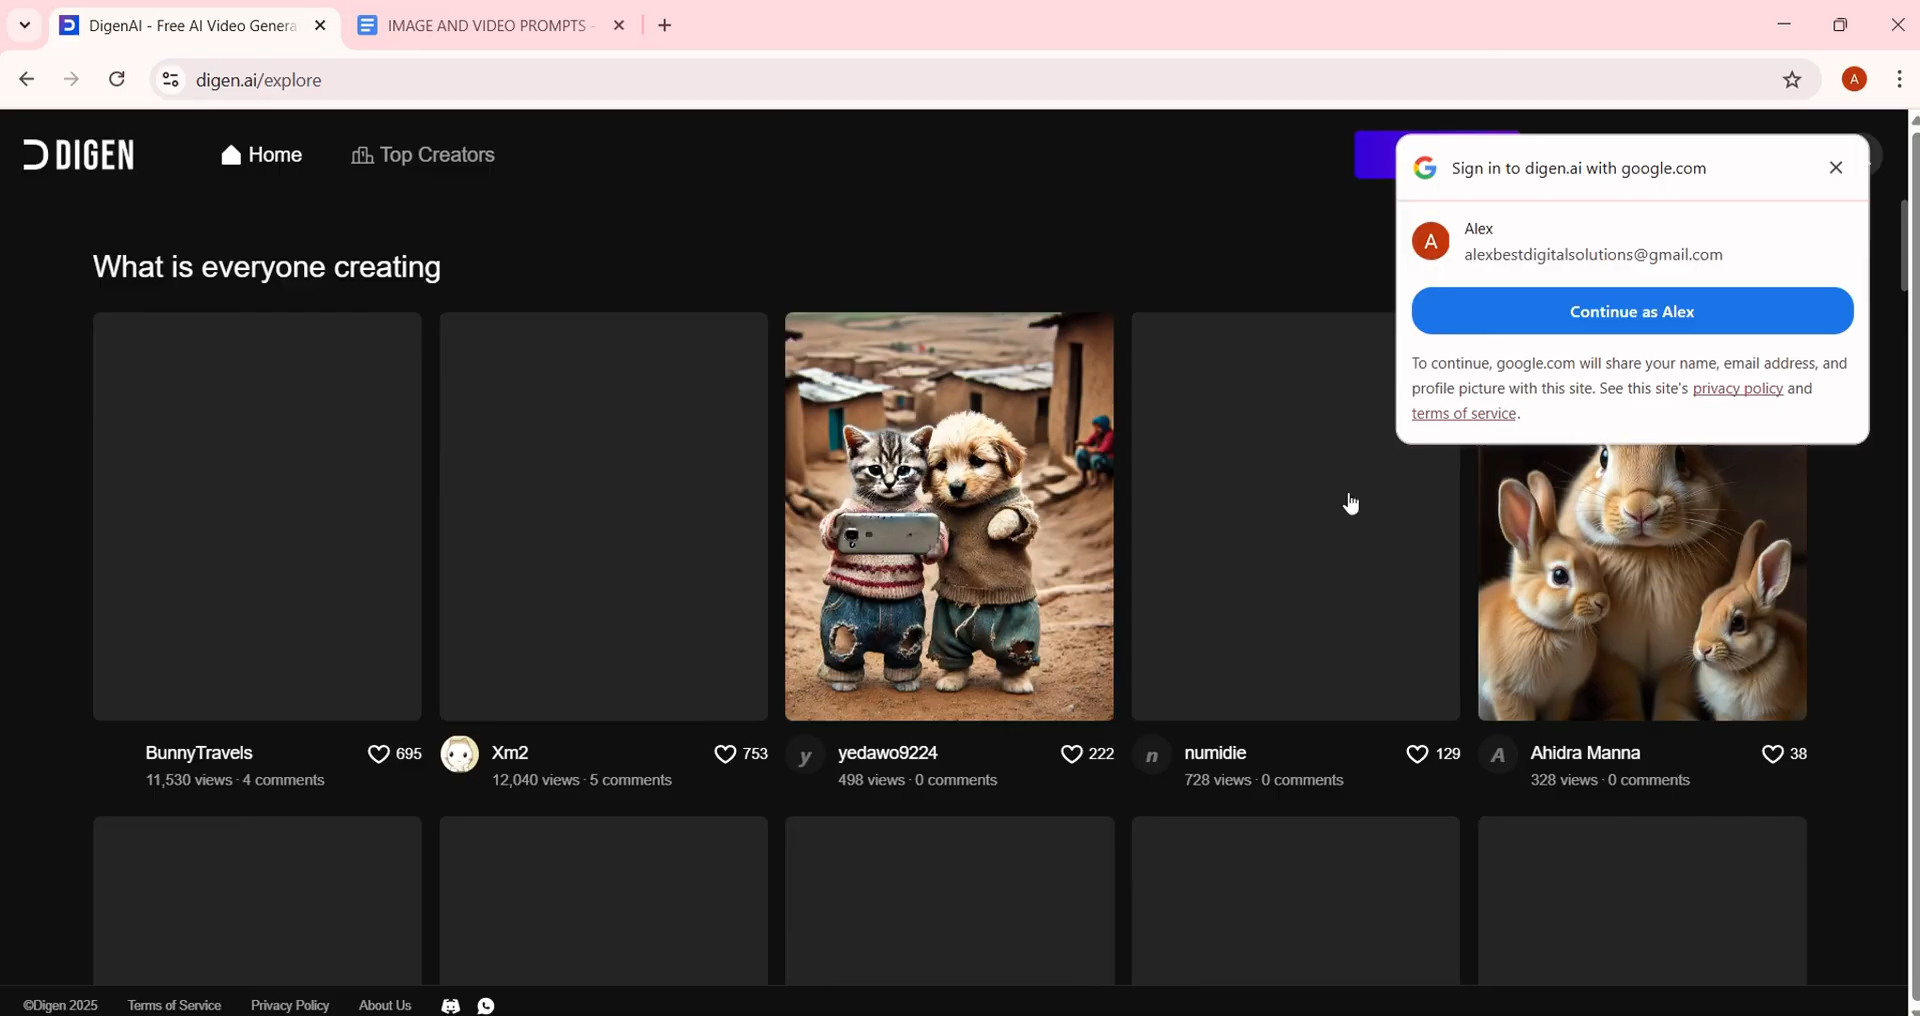 DigenAI - Free AI Video Genera
IMAGE AND VIDEO PROMPTS -
digen.ai/explore
A
DIGEN
Home
Top Creators
Sign in to digen.ai with google.com
A
Alex
alexbestdigitalsolutions@gmail.com
Continue as Alex
To continue, google.com will share your name, email address, and
profile picture with this site. See this site's privacy policy and
terms of service.
What is everyone creating
BunnyTravels
695
11,530 views · 4 comments
Xm2
753
12,040 views · 5 comments
y
yedawo9224
222
498 views · 0 comments
n
numidie
129
728 views · 0 comments
A
Ahidra Manna
38
328 views · 0 comments
©Digen 2025
Terms of Service
Privacy Policy
About Us